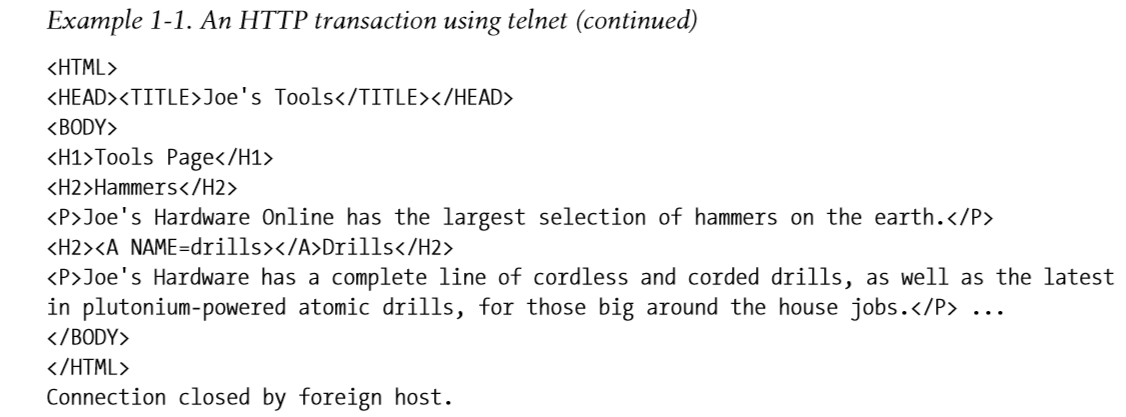 Example 1-1. An HTTP transaction using telnet (continued)
<HTML>
<HEAD><TITLE>Joe's Tools</TITLE></HEAD>
<BODY>
<H1>Tools Page</H1>
<H2>Hammers</H2>
<P>Joe's Hardware Online has the largest selection of hammers on the earth.</P>
<H2><A NAME=drills></A>Drills</H2>
<P>Joe's Hardware has a complete line of cordless and corded drills, as well as the latest
in plutonium-powered atomic drills, for those big around the house jobs.</P> ...
</BODY>
</HTML>
Connection closed by foreign host.